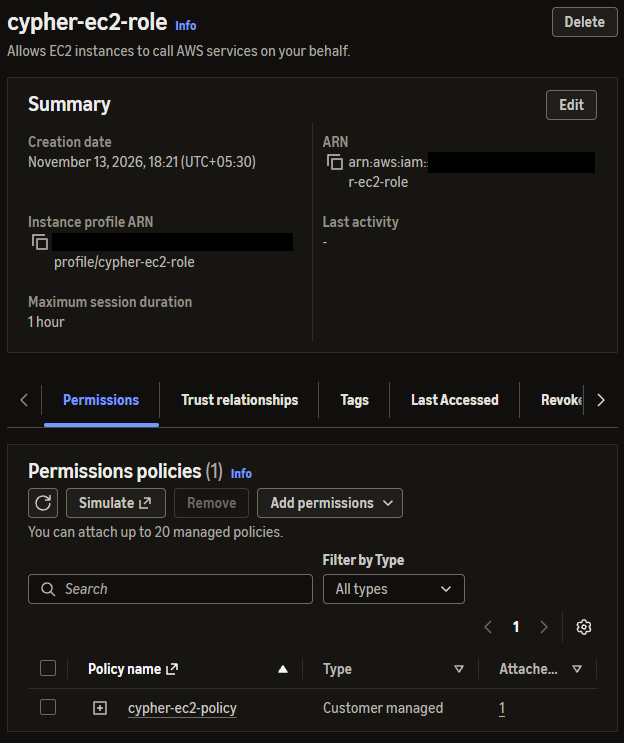 cypher-ec2-role Info
Delete
Allows EC2 instances to call AWS services on your behalf.
Summary
Edit
Creation date
November 13, 2026, 18:21 (UTC+05:30)
ARN
arn:aws:iam::
r-ec2-role
Instance profile ARN
profile/cypher-ec2-role
Last activity
-
Maximum session duration
1 hour
Permissions Trust relationships Tags Last Accessed Revoke
Permissions policies (1) Info
Simulate Remove Add permissions
You can attach up to 20 managed policies.
Filter by Type
Search All types
1
Policy name Type Attache...
cypher-ec2-policy Customer managed 1